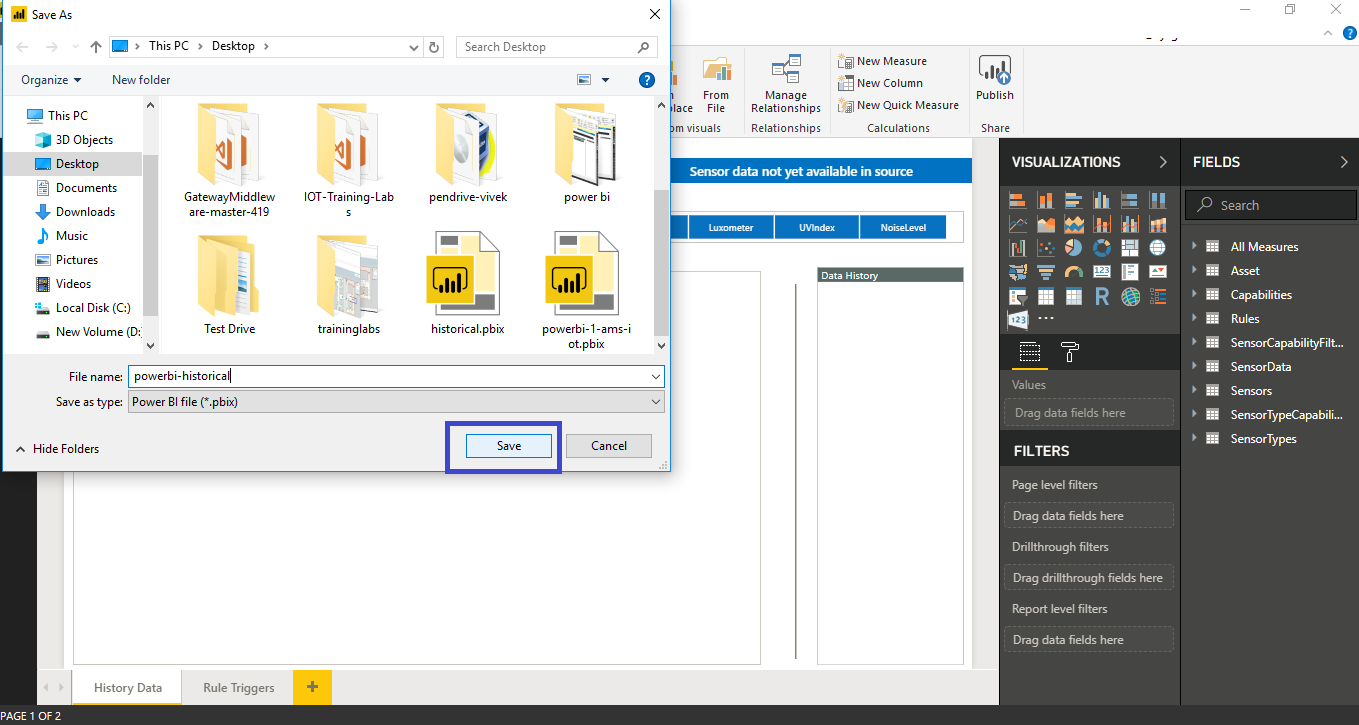 Save As
This PC
Desktop
Search Desktop
Organize
New folder
This PC
3D Objects
Desktop
Documents
Downloads
Music
Pictures
Videos
Local Disk (C:)
New Volume (D:)
GatewayMiddlew
are-master-419
IOT-Training-Lab
s
pendrive-vivek
power bi
Test Drive
traininglabs
historical.pbix
powerbi-1-ams-i
ot.pbix
File name:
powerbi-historical
Save as type:
Power BI file (*.pbix)
Hide Folders
Save
Cancel
From
File
om visuals
Manage
Relationships
Relationships
New Measure
New Column
New Quick Measure
Calculations
Publish
Share
Sensor data not yet available in source
Luxometer
UVIndex
NoiseLevel
Data History
VISUALIZATIONS
123
R
123
Values
Drag data fields here
FILTERS
Page level filters
Drag data fields here
Drillthrough filters
Drag drillthrough fields here
Report level filters
Drag data fields here
FIELDS
Search
All Measures
Asset
Capabilities
Rules
SensorCapabilityFilt...
SensorData
Sensors
SensorTypeCapabili...
SensorTypes
History Data
Rule Triggers
PAGE 1 OF 2